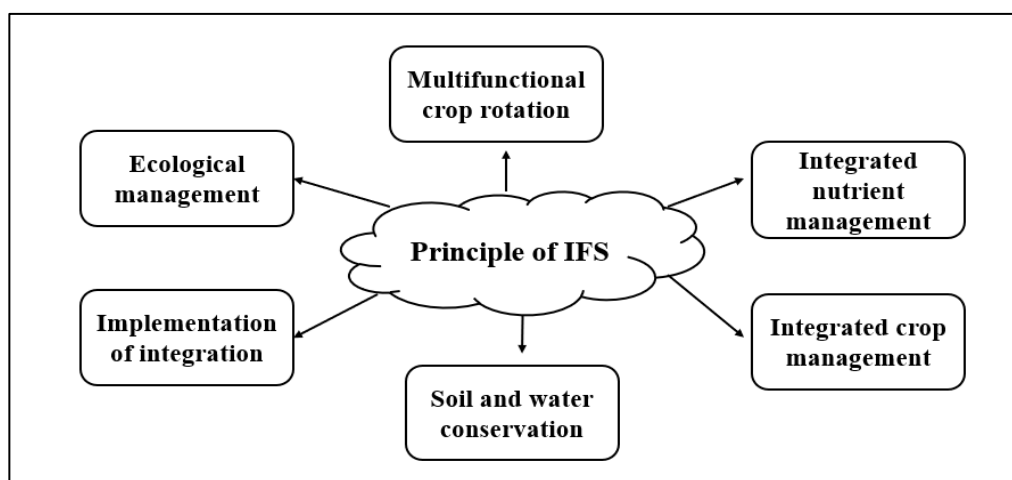 Multifunctional
crop rotation
Ecological
management
Integrated
nutrient
management
Principle of IFS
Implementation
of integration
Integrated crop
management
Soil and water
conservation